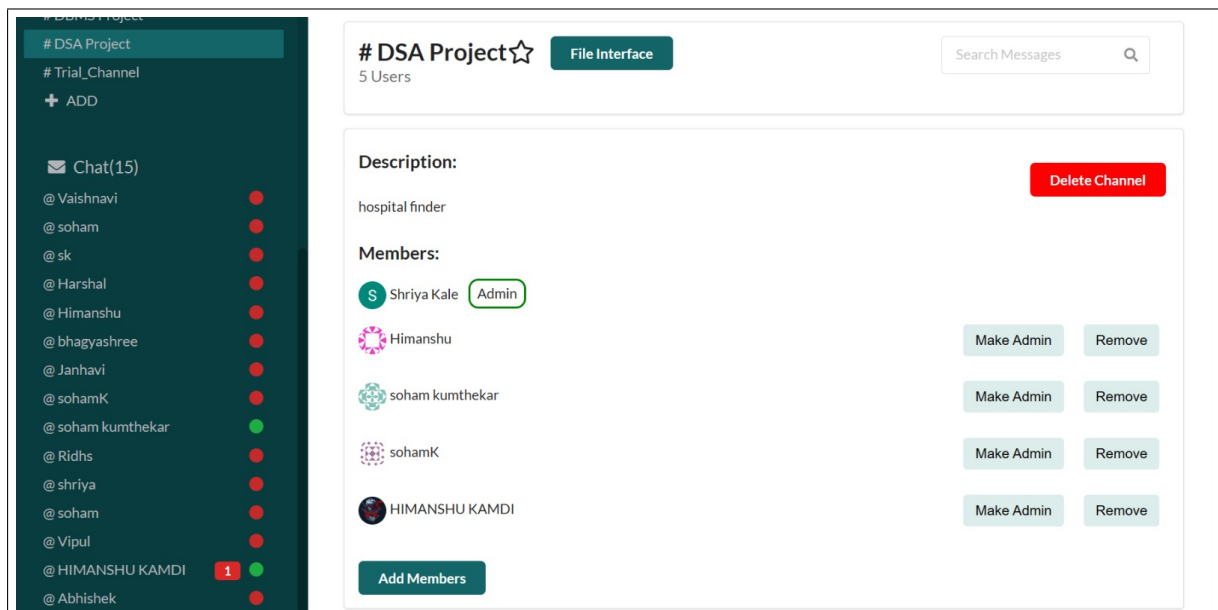 # DBMS Project
# DSA Project
# Trial_Channel
+ ADD
Chat(15)
@ Vaishnavi
@ soham
@ sk
@ Harshal
@ Himanshu
@ bhagyashree
@ Janhavi
@ sohamK
@ soham kumthekar
@ Ridhs
@ shriya
@ soham
@ Vipul
@ HIMANSHU KAMDI 1
@ Abhishek
# DSA Project File Interface
5 Users
Search Messages
Description:
Delete Channel
hospital finder
Members:
S Shriya Kale Admin
Himanshu Make Admin Remove
soham kumthekar Make Admin Remove
sohamK Make Admin Remove
HIMANSHU KAMDI Make Admin Remove
Add Members